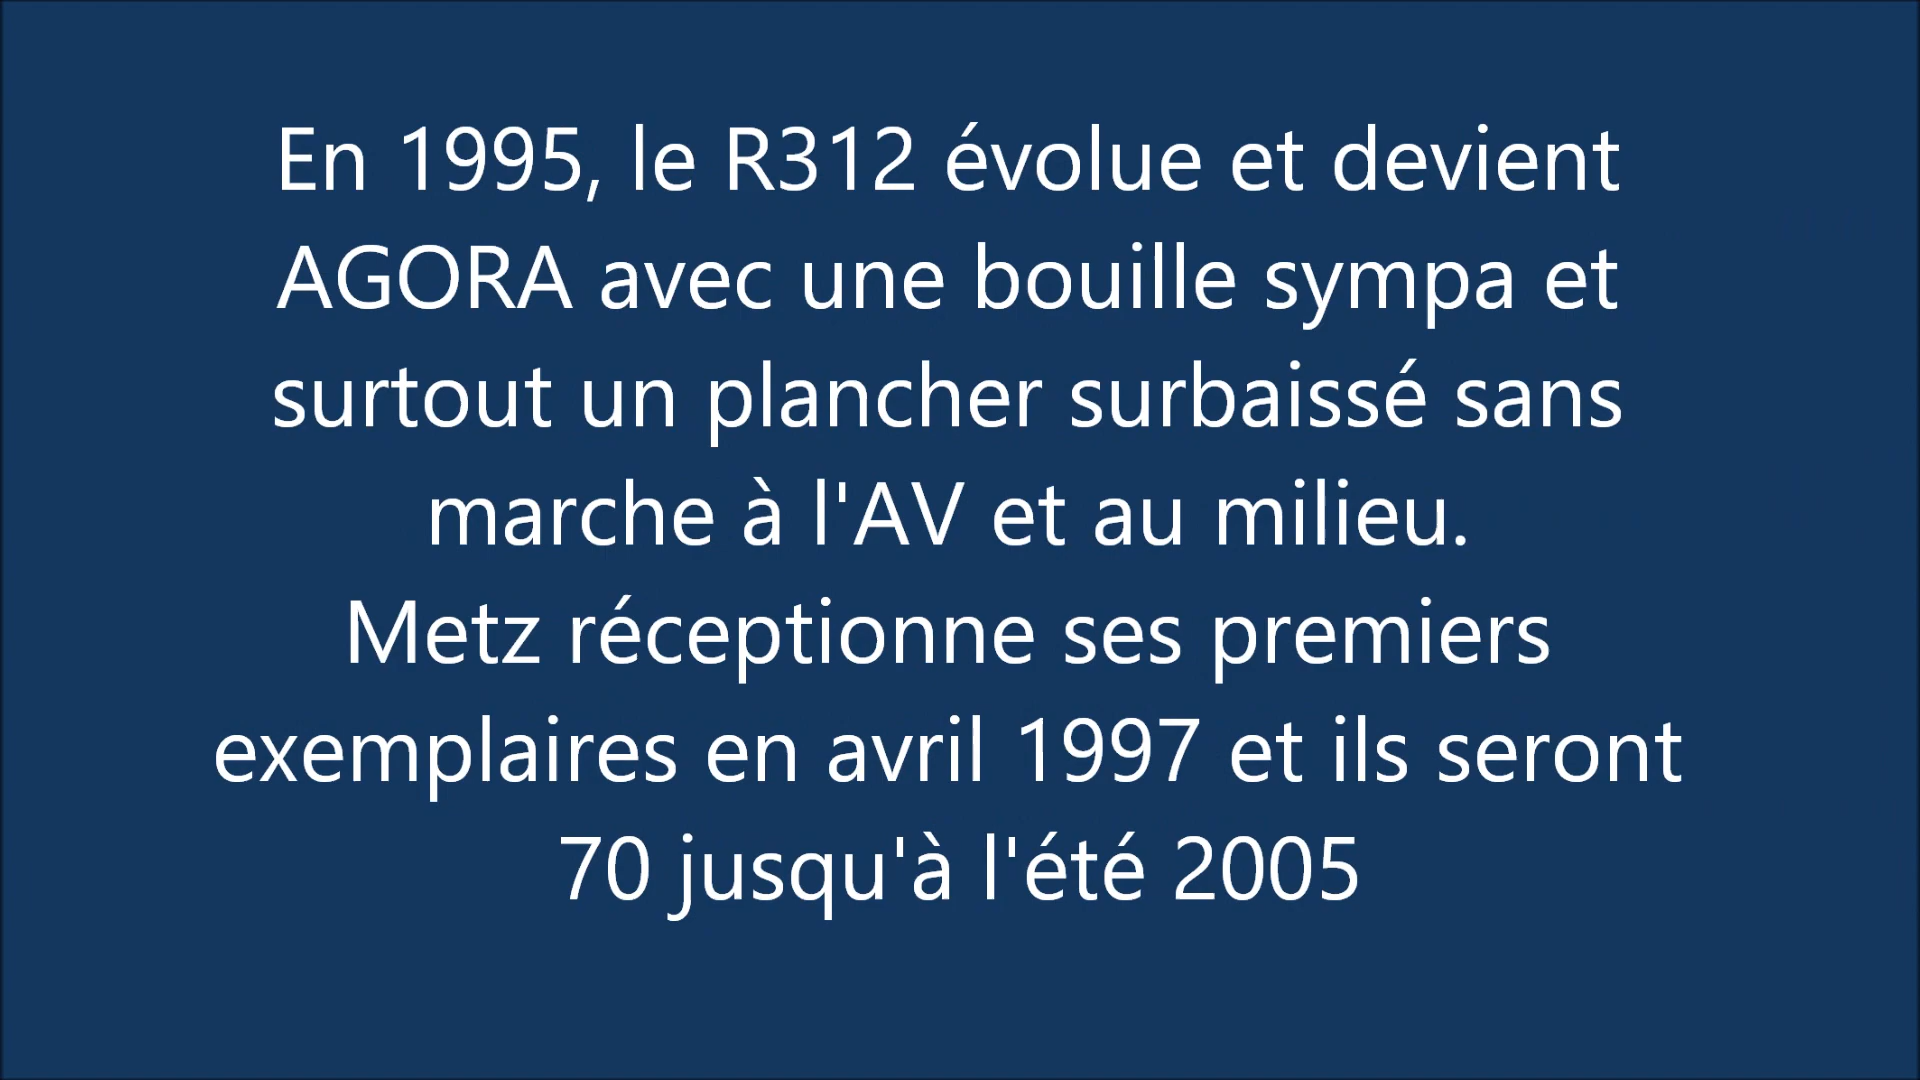 En 1995, le R312 évolue et devient
AGORA avec une bouille sympa et
surtout un plancher surbaissé sans
marche à l'AV et au milieu.
Metz réceptionne ses premiers
exemplaires en avril 1997 et ils seront
70 jusqu'à l'été 2005